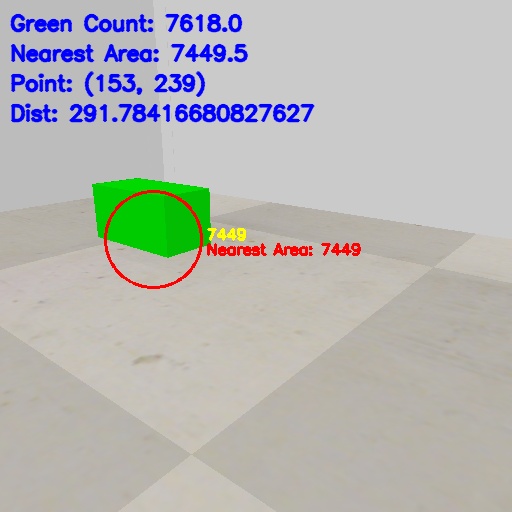 Green Count: 7618.0
Nearest Area: 7449.5
Point: (153, 239)
Dist: 291.78416680827627
7449
Nearest Area: 7449